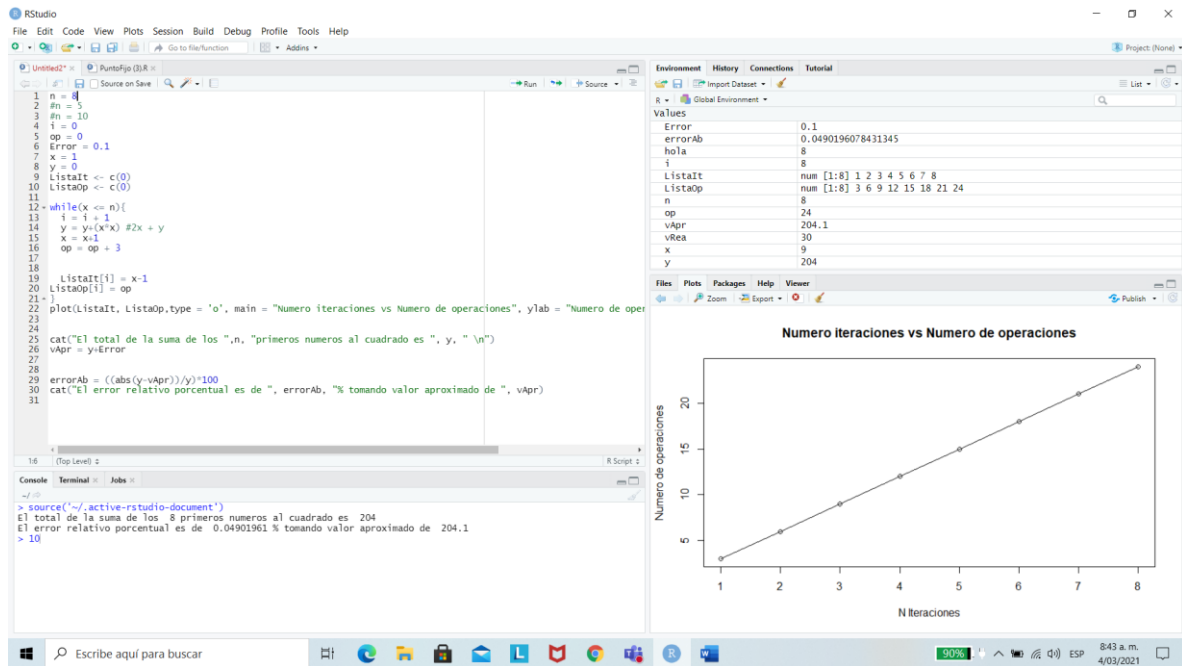 RStudio
File Edit Code View Plots Session Build Debug Profile Tools Help
Go to file/function Addins Project: (None)
Untitled2* PuntoFijo (3).R
Source on Save Run Source
1 n = 8
2 #n = 5
3 #n = 10
4 i = 0
5 op = 0
6 Error = 0.1
7 x = 1
8 y = 0
9 ListaIt <- c(0)
10 ListaOp <- c(0)
11
12 while(x <= n){
13 i = i + 1
14 y = y+(x*x) #2x + y
15 x = x+1
16 op = op + 3
17
18
19 ListaIt[i] = x-1
20 ListaOp[i] = op
21 }
22 plot(ListaIt, ListaOp,type = 'o', main = "Numero iteraciones vs Numero de operaciones", ylab = "Numero de oper
23
24
25 cat("El total de la suma de los ",n, "primeros numeros al cuadrado es ", y, " \n")
26 vApr = y+Error
27
28
29 errorAb = ((abs(y-vApr))/y)*100
30 cat("El error relativo porcentual es de ", errorAb, "% tomando valor aproximado de ", vApr)
31
1:6 (Top Level) R Script
Console Terminal Jobs
~/
> source('~/.active-rstudio-document')
El total de la suma de los  8 primeros numeros al cuadrado es  204
El error relativo porcentual es de  0.04901961 % tomando valor aproximado de  204.1
> 10
Environment History Connections Tutorial
Import Dataset List
R Global Environment
Values
Error 0.1
errorAb 0.0490196078431345
hola 8
i 8
ListaIt num [1:8] 1 2 3 4 5 6 7 8
ListaOp num [1:8] 3 6 9 12 15 18 21 24
n 8
op 24
vApr 204.1
vRea 30
x 9
y 204
Files Plots Packages Help Viewer
Zoom Export Publish
Numero iteraciones vs Numero de operaciones
Numero de operaciones
20
15
10
5
1 2 3 4 5 6 7 8
N Iteraciones
Escribe aquí para buscar
L
R
W
90%
ESP
8:43 a. m.
4/03/2021